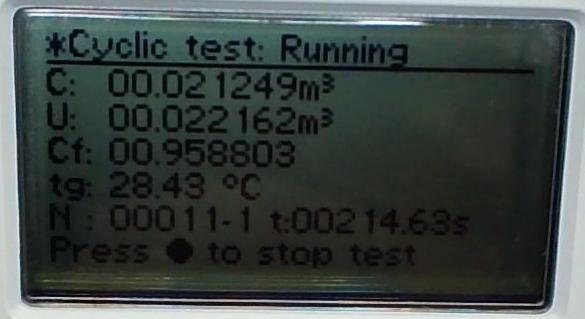 *Cyclic test: Running
C: 00.021249m³
U: 00.022162m³
Cf: 00.958803
tg: 28.43 °C
N : 00011-1 t:00214.63s
Press ● to stop test